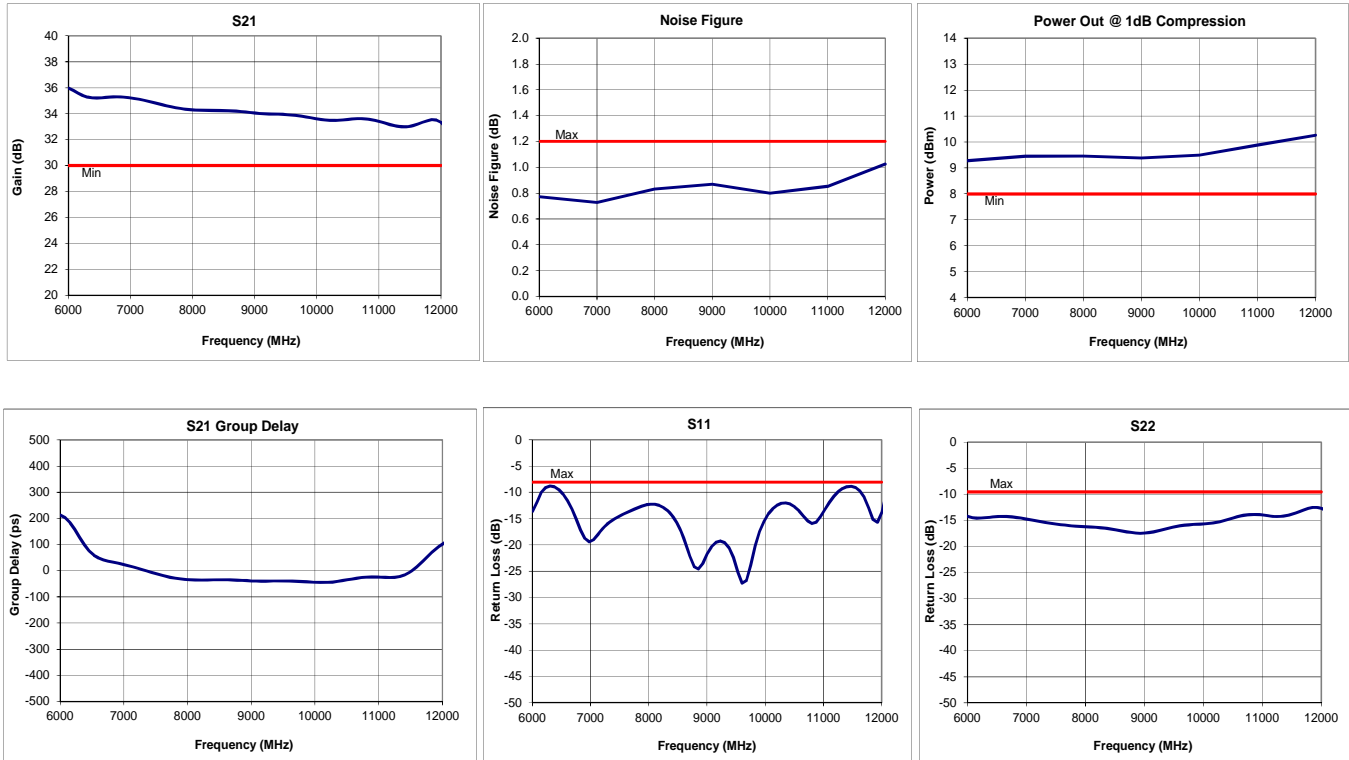 S21
Gain (dB)
40
38
36
34
32
30
28
26
24
22
20
Min
6000 7000 8000 9000 10000 11000 12000
Frequency (MHz)
Noise Figure
Noise Figure (dB)
2.0
1.8
1.6
1.4
1.2
1.0
0.8
0.6
0.4
0.2
0.0
Max
6000 7000 8000 9000 10000 11000 12000
Frequency (MHz)
Power Out @ 1dB Compression
Power (dBm)
14
13
12
11
10
9
8
7
6
5
4
Min
6000 7000 8000 9000 10000 11000 12000
Frequency (MHz)
S21 Group Delay
Group Delay (ps)
500
400
300
200
100
0
-100
-200
-300
-400
-500
6000 7000 8000 9000 10000 11000 12000
Frequency (MHz)
S11
Return Loss (dB)
0
-5
-10
-15
-20
-25
-30
-35
-40
-45
-50
Max
6000 7000 8000 9000 10000 11000 12000
Frequency (MHz)
S22
Return Loss (dB)
0
-5
-10
-15
-20
-25
-30
-35
-40
-45
-50
Max
6000 7000 8000 9000 10000 11000 12000
Frequency (MHz)